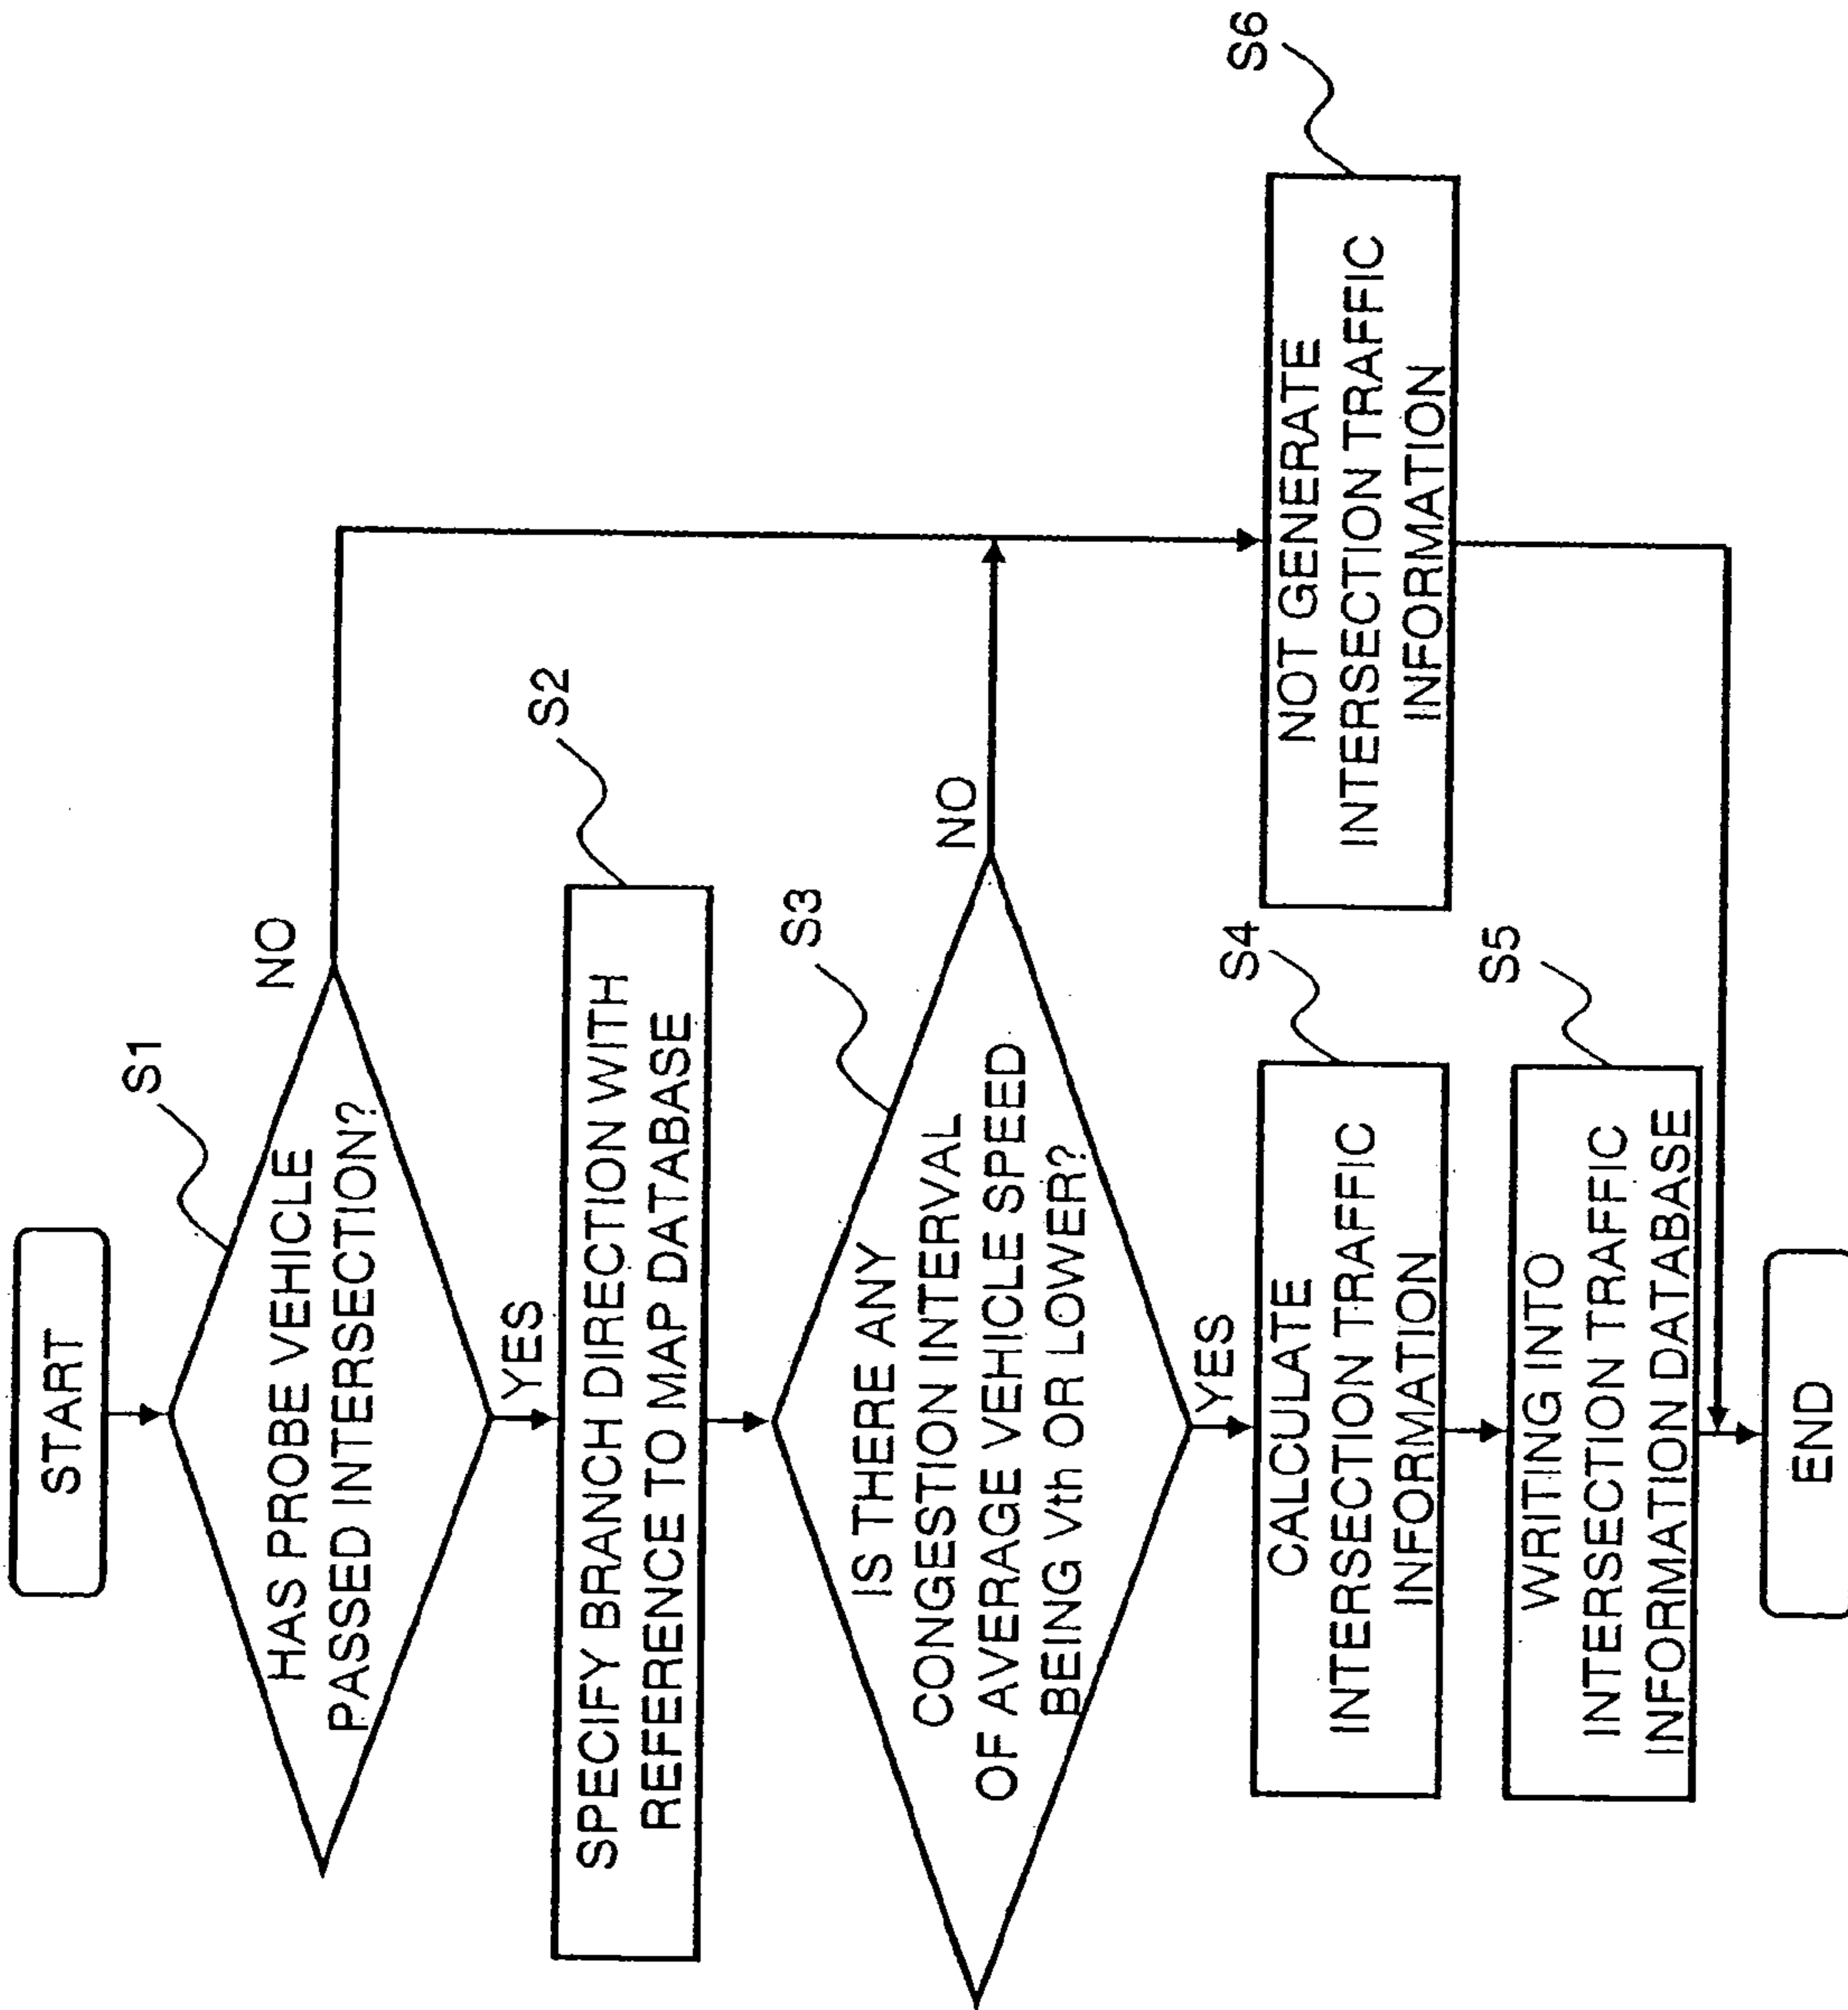 START
S1
HAS PROBE VEHICLE
PASSED INTERSECTION?
NO
YES
S2
SPECIFY BRANCH DIRECTION WITH
REFERENCE TO MAP DATABASE
S3
IS THERE ANY
CONGESTION INTERVAL
OF AVERAGE VEHICLE SPEED
BEING Vth OR LOWER?
NO
YES
S4
CALCULATE
INTERSECTION TRAFFIC
INFORMATION
S6
NOT GENERATE
INTERSECTION TRAFFIC
INFORMATION
S5
WRITING INTO
INTERSECTION TRAFFIC
INFORMATION DATABASE
END